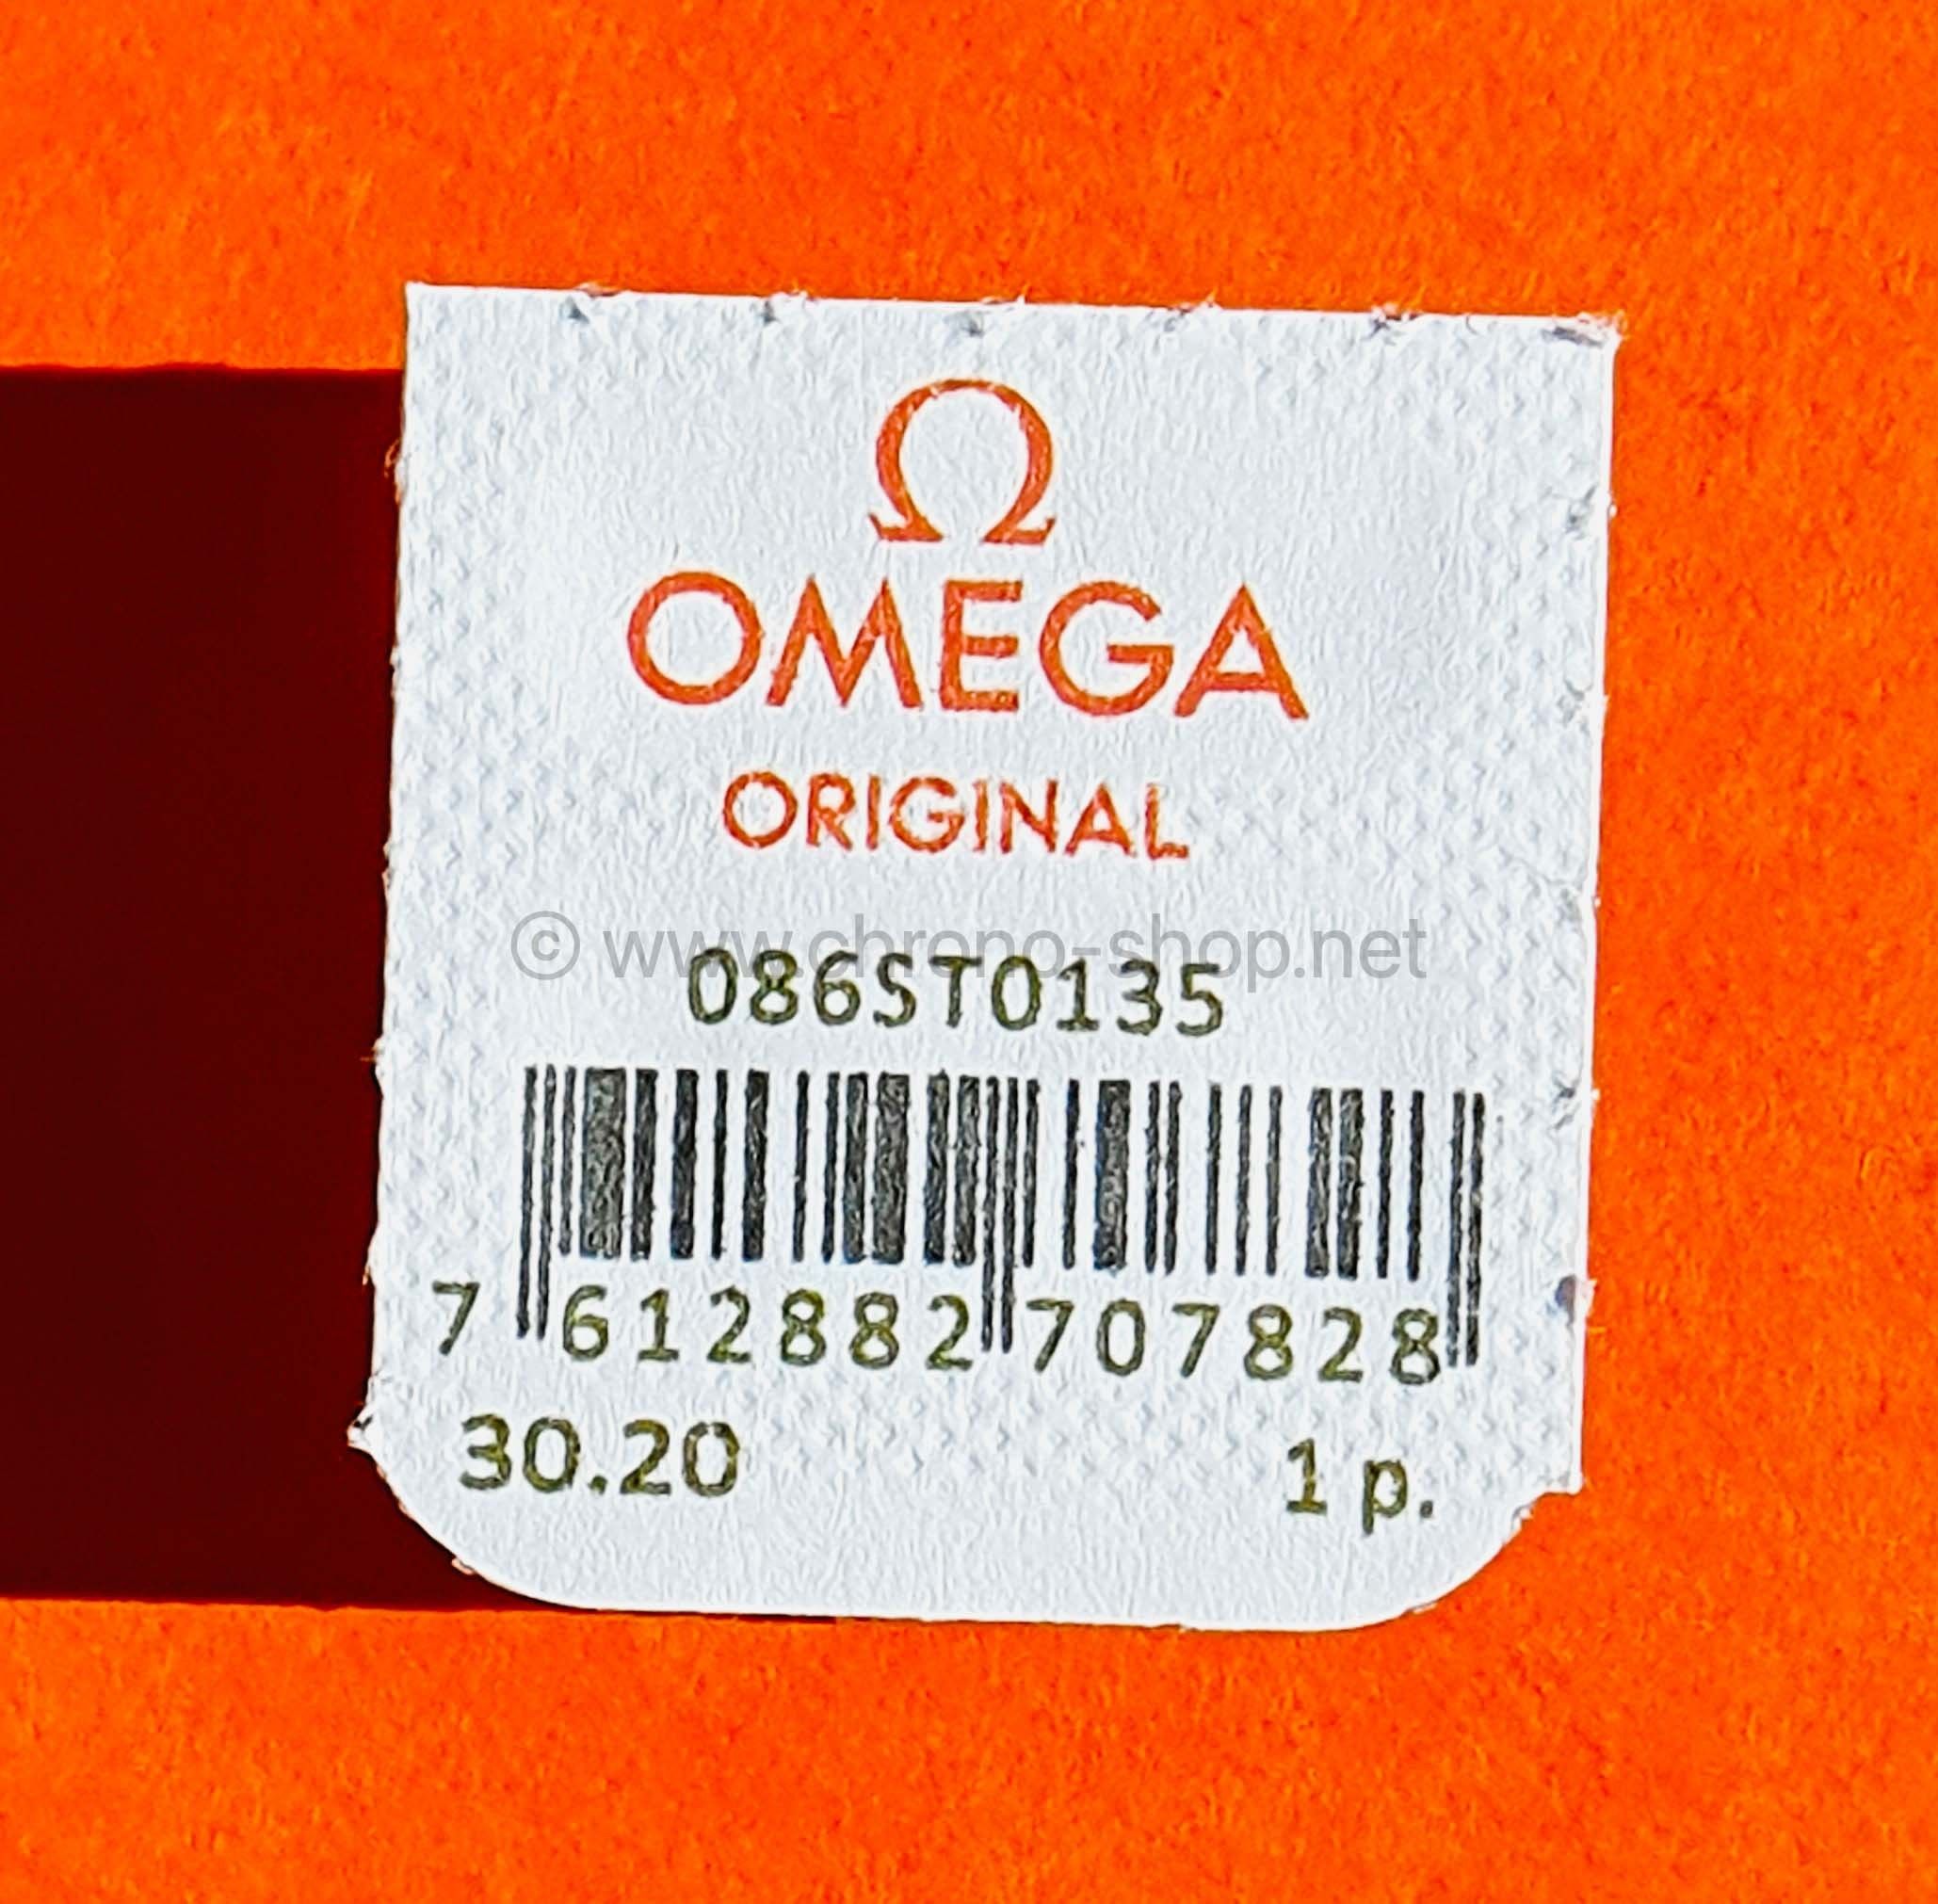 Ω
OMEGA
ORIGINAL
© www.chrono-shop.net
086ST0135
7 612882 707828
30.20 1 p.